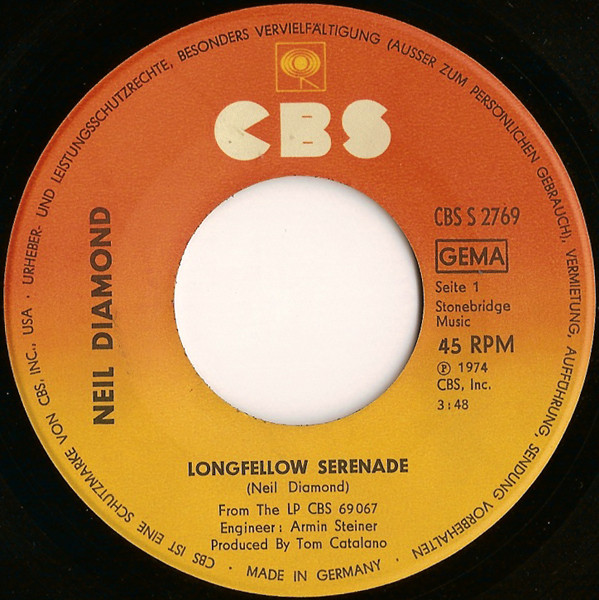 CBS
NEIL DIAMOND
CBS S 2769
GEMA
Seite 1
Stonebridge
Music
45 RPM
Ⓟ 1974
CBS, Inc.
3:48
LONGFELLOW SERENADE
(Neil Diamond)
From The LP CBS 69067
Engineer: Armin Steiner
Produced By Tom Catalano
CBS IST EINE SCHUTZMARKE VON CBS, INC., USA · URHEBER- UND LEISTUNGSSCHUTZRECHTE, BESONDERS VERVIELFÄLTIGUNG (AUSSER ZUM PERSÖNLICHEN GEBRAUCH), VERMIETUNG, AUFFÜHRUNG, SENDUNG VORBEHALTEN
· MADE IN GERMANY ·